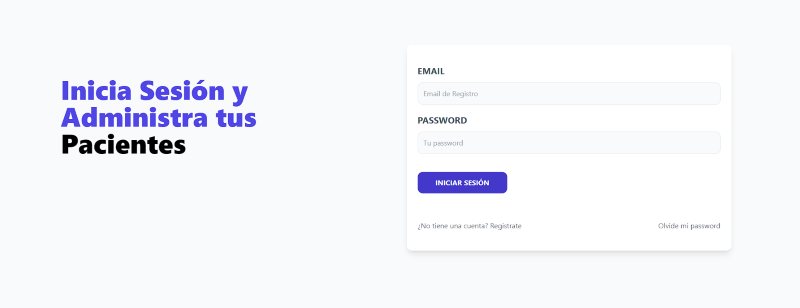 Inicia Sesión y
Administra tus
Pacientes
EMAIL
Email de Registro
PASSWORD
Tu password
INICIAR SESIÓN
¿No tiene una cuenta? Regístrate
Olvide mi password